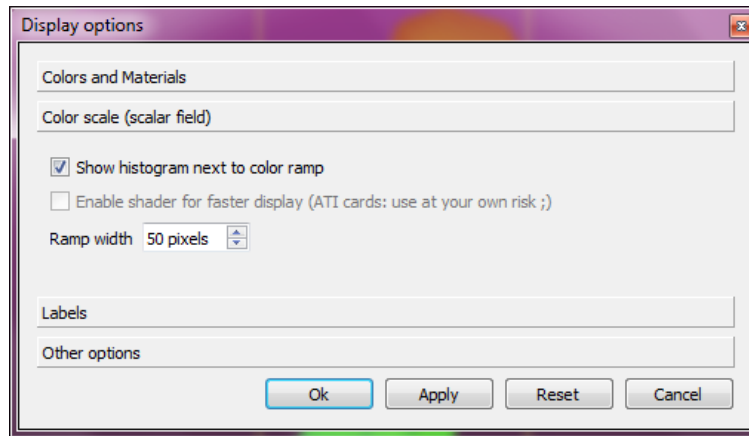 Display options
Colors and Materials
Color scale (scalar field)
Show histogram next to color ramp
Enable shader for faster display (ATI cards: use at your own risk ;)
Ramp width 50 pixels
Labels
Other options
Ok Apply Reset Cancel